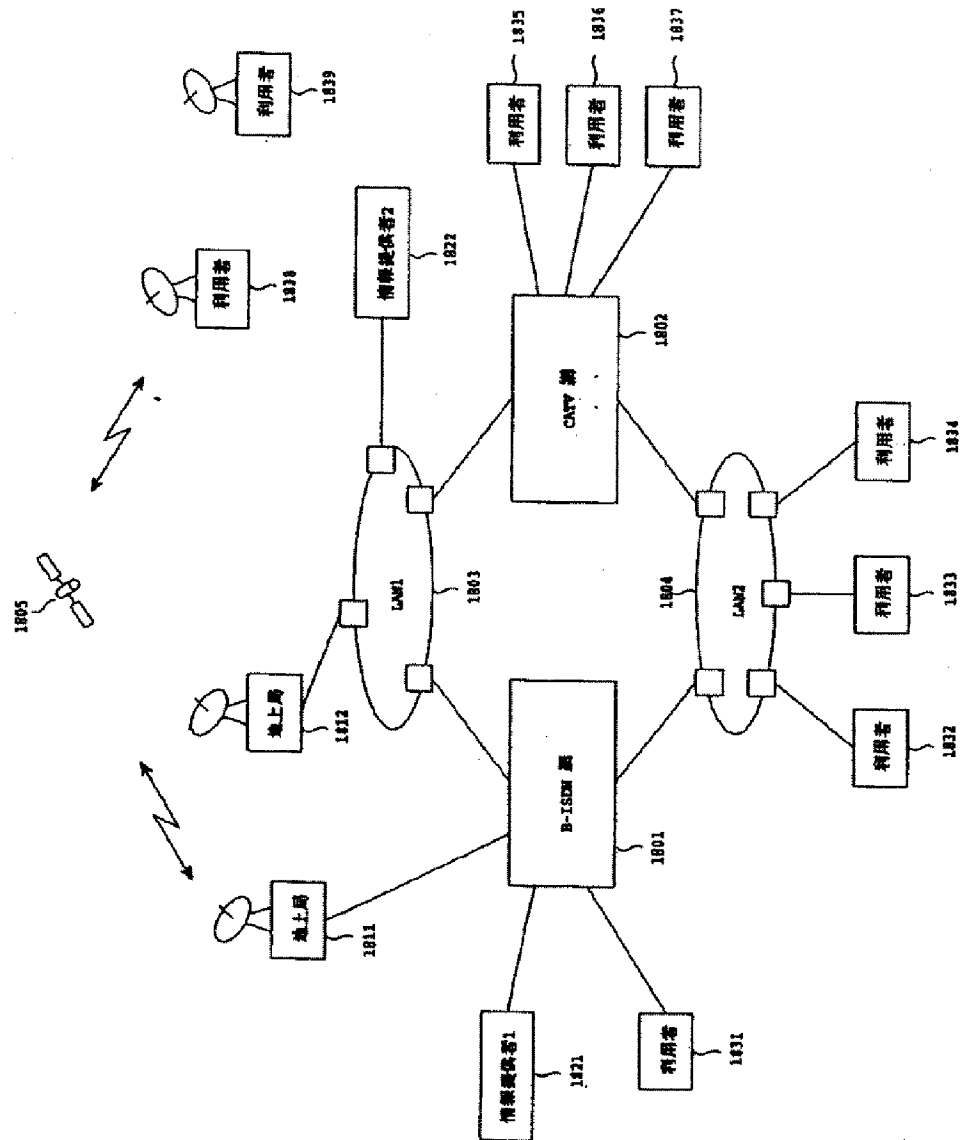 1805
利用者
1839
利用者
1838
地上局
1812
地上局
1811
情報提供者2
1822
LAN1
1803
情報提供者1
1821
利用者
1831
B-ISDN 網
1801
CATV 網
1802
利用者
1835
利用者
1836
利用者
1837
1804
LAN2
利用者
1832
利用者
1833
利用者
1834